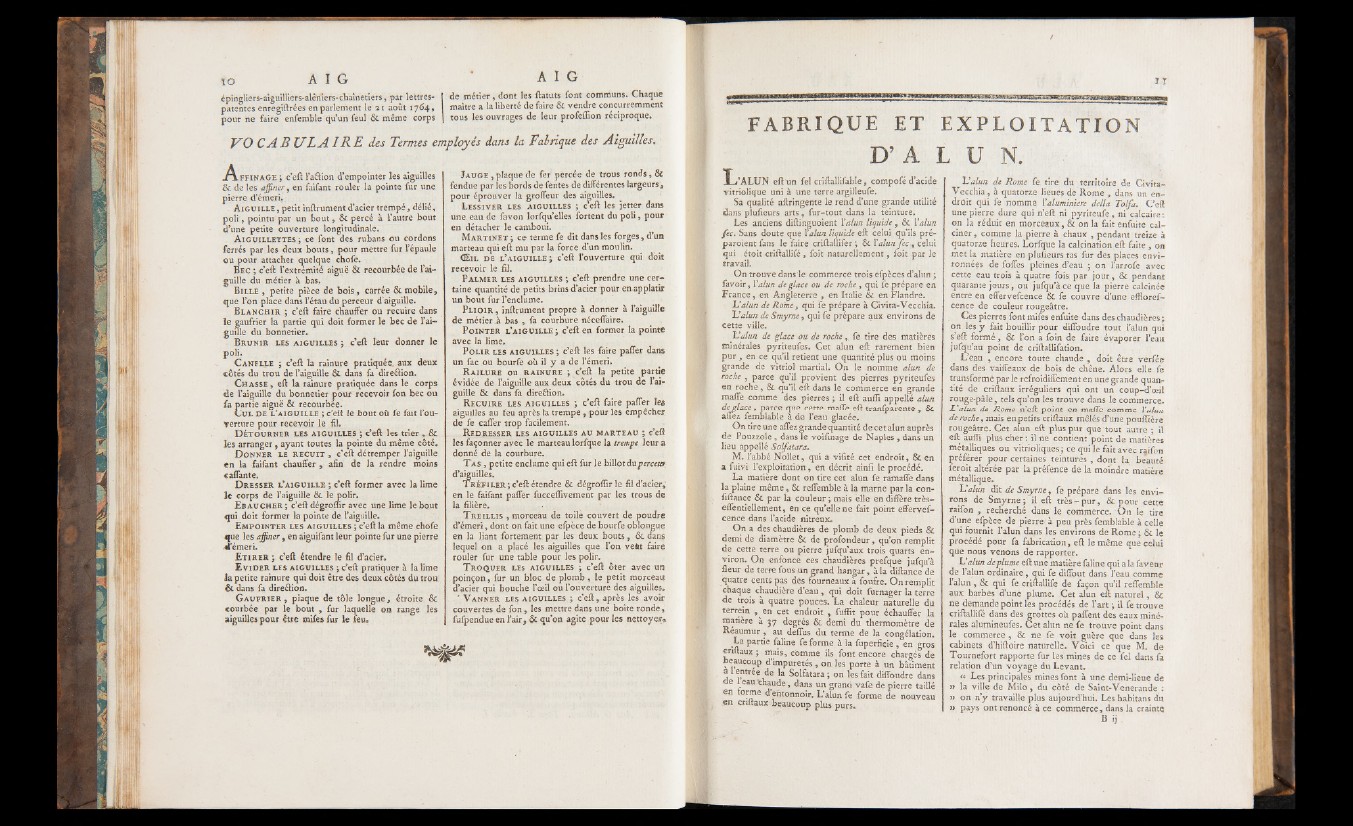 10 A I G
épingliers-aiguilliers-alênîers-chaînetiers, par lettres-
patentes enregiſtrées en parlement le 21 août 1764,
pour ne faire enſemble qu'un ſeul & même corps
A I G
de métier, dont les ſtatuts ſont communs. Chaque
maître a la liberté de faire & vendre concurremment
tous les ouvrages de leur profeſſion réciproque.
VOCABULAIRE des Termes employés dans la Fabrique des Aiguilles.
AFFINAGE; c'eſt l'action d'empointer les aiguilles
& de les affiner, en faiſant rouler la pointe ſur une
pierre d'émeri.
AIGUILLE, petit inſtrument d'acier trempé, délié,
poli, pointu par un bout, & percé à l'autre bout
d'une petite ouverture longitudinale.
AIGUILLETTES; ce ſont des rubans ou cordons
ferrés par les deux bouts, pour mettre ſur l'épaule
ou pour attacher quelque choſe.
BEC; c'eſt l'extrêmité aiguë & recourbée de l'ai-
guille du métier à bas.
BILLE, petite pièce de bois, carrée & mobile,
que l'on place dans l'étau du perceur d'aiguille.
BLANCHIR; c'eſt faire chauffer ou recuire dans
le gaufrier la partie qui doit former le bec de l'ai-
guille du bonnetier.
BRUNIR LES AIGUILLES; c'eſt leur donner le
poli.
CANELLE; c'eſt la rainure pratiquée aux deux
côtés du trou de l'aiguille & dans ſa direction.
CHASSE, eſt la rainure pratiquée dans le corps
de l'aiguille du bonnetier pour recevoir ſon bec ou
ſa partie aiguë & recourbée.
CUL DE L'AIGUILLE; c'eſt le bout où ſe fait l'ou-
verture pour recevoir le fil.
DÉTOURNER LES AIGUILLES; c'eſt les trier, &
les arranger, ayant toutes la pointe du même côté.
DONNER LE RECUIT, c'eſt détremper l'aiguille
en la faiſant chauffer, afin de la rendre moins
caſſante.
DRESSER L'AIGUILLE; c'eſt former avec la lime
le corps de l'aiguille & le polir.
EBAUCHER; c'eſt dégroſſir avec une lime le bout
qui doit former la pointe de l'aiguille.
EMPOINTER LES AIGUILLES; c'eſt la même choſe
que les affiner, en aiguiſant leur pointe ſur une pierre
d'émeri.
ETIRER; c'eſt étendre le fil d'acier.
EVIDER LES AIGUILLES; c'eſt pratiquer à la lime
la petite rainure qui doit être des deux côtés du trou
& dans ſa direction.
GAUFRIER, plaque de tôle longue, étroite &
courbée par le bout, ſur laquelle on range les
aiguilles pour être miſes ſur le feu.
JAUGE, plaque de fer percée de trous ronds, &
fendue par les bords de fentes de différentes largeurs,
pour éprouver la groſſeur des aiguilles.
LESSIVER LES AIGUILLES; c'eſt les jetter dans
une eau de ſavon lorſqu'elles ſortent du poli, pour
en détacher le camboui.
MARTINET; ce terme ſe dit dans les forges, d'un
marteau qui eſt mu par la force d'un moulin.
ŒIL DE L'AIGUILLE; c'eſt l'ouverture qui doit
recevoir le fil.
PALMER LES AIGUILLES; c'eſt prendre une cer-
taine quantité de petits brins d'acier pour en applatir
un bout ſur l'enclume.
PLIOIR, inſtrument propre à donner à l'aiguille
de métier à bas, ſa courbure néceſſaire.
POINTER L'AIGUILLE; c'eſt en former la pointe
avec la lime.
POLIR LES AIGUILLES; c'eſt les faire paſſer dans
un ſac ou bourſe où il y a de l'émeri.
RAILURE ou RAINURE; c'eſt la petite partie
évidée de l'aiguille aux deux côtés du trou de l'ai-
guille & dans ſa direction.
RECUIRE LES AIGUILLES; c'eſt faire paſſer les
aiguilles au feu après la trempe, pour les empêcher
de ſe caſſer trop facilement.
REDRESSER LES AIGUILLES AU MARTEAU; c'eſt
les façonner avec le marteau lorſque la trempe leur a
donné de la courbure.
TAS, petite enclume qui eſt ſur le billot du perceur
d'aiguilles.
TRÉFILER; c'eſt étendre & dégroſſir le fil d'acier,
en le faiſant paſſer ſucceſſivement par les trous de
la filière.
TREILLIS, morceau de toile couvert de poudre
d'émeri, dont on fait une eſpèce de bourſe oblongue
en la liant fortement par les deux bouts, & dans
lequel on a placé les aiguilles que l'on veut faire
rouler ſur une table pour les polir.
TROQUER LES AIGUILLES; c'eſt ôter avec un
poinçon, ſur un bloc de plomb, le petit morceau
d'acier qui bouche l'œil ou l'ouverture des aiguilles.
VANNER LES AIGUILLES; c'eſt, après les avoir
couvertes de ſon, les mettre dans une boîte ronde,
ſuſpendue en l'air, & qu'on agite pour les nettoyer.
11
FABRIQUE ET EXPLOITATION
D'ALUN.
L'ALUN eſt un ſel criſtalliſable, compoſé d'acide
vitriolique uni à une terre argilleuſe.
Sa qualité aſtringente le rend d'une grande utilité
dans pluſieurs arts, ſur-tout dans la teinture.
Les anciens diſtinguoient l'alun liquide, & l'alun
ſec. Sans doute que l'alun liquide eſt celui qu'ils pré-
paroient ſans le faire criſtalliſer; & l'alun ſec, celui
qui étoit criſtalliſé, ſoit naturellement, ſoit par le
travail.
On trouve dans le commerce trois eſpèces d'alun;
ſavoir, l'alun de glace ou de roche, qui ſe prépare en
France, en Angleterre, en Italie & en Flandre.
L'alun de Rome, qui ſe prépare à Civita-Vecchia.
L'alun de Smyrne, qui ſe prépare aux environs de
cette ville.
L'alun de glace ou de roche, ſe tire des matières
minérales pyriteuſes. Cet alun eſt rarement bien
pur, en ce qu'il retient une quantité plus ou moins
grande de vitriol martial. On le nomme alun de
roche, parce qu'il provient des pierres pyriteuſes
en roche, & qu'il eſt dans le commerce en grande
maſſe comme des pierres; il eſt auſſi appellé alun
de glace, parce que cette maſſe eſt tranſparente, &
aſſez ſemblable à de l'eau glacée.
On tire une aſſez grande quantité de cet alun auprès
de Pouzzole, dans le voiſinage de Naples, dans un
lieu appellé Solfatara.
M. l'abbé Nollet, qui a viſité cet endroit, & en
a ſuivi l'exploitation, en décrit ainſi le procédé.
La matière dont on tire cet alun ſe ramaſſe dans
la plaine même, & reſſemble à la marne par la con-
ſiſtance & par la couleur; mais elle en diffère très-
eſſentiellement, en ce qu'elle ne fait point efferveſ-
cence dans l'acide nitreux.
On a des chaudières de plomb de deux pieds &
demi de diamètre & de profondeur, qu'on remplit
de cette terre ou pierre juſqu'aux trois quarts en-
viron. On enfonce ces chaudières preſque juſqu'à
fleur de terre ſous un grand hangar, à la diſtance de
quatre cents pas des fourneaux à ſoufre. On remplit
chaque chaudière d'eau, qui doit ſurnager la terre
de trois à quatre pouces. La chaleur naturelle du
terrein, en cet endroit, ſuffit pour échauffer la
matière à 37 degrés & demi du thermomètre de
Réaumur, au deſſus du terme de la congélation.
La partie ſaline ſe forme à la ſuperficie, en gros
criſtaux; mais, comme ils ſont encore chargés de
beaucoup d'impuretés, on les porte à un bâtiment
à l'entrée de la Solfatara; on les fait diſſoudre dans
de l'eau chaude, dans un grand vaſe de pierre taillé
en forme d'entonnoir. L'alun ſe forme de nouveau
en criſtaux beaucoup plus purs.
L'alun de Rome ſe tire du territoire de Civita-
Vecchia, à quatorze lieues de Rome, dans un en-
droit qui ſe nomme l'aluminiere della Tolfa. C'eſt
une pierre dure qui n'eſt ni pyriteuſe, ni calcaire:
on la réduit en morceaux, & on la fait enſuite cal-
ciner, comme la pierre à chaux, pendant treize à
quatorze heures. Lorſque la calcination eſt faite, on
met la matière en pluſieurs tas ſur des places envi-
ronnées de foſſes pleines d'eau; on l'arroſe avec
cette eau trois à quatre fois par jour, & pendant
quarante jours, ou juſqu'à ce que la pierre calcinée
entre en efferveſcence & ſe couvre d'une effloreſ-
cence de couleur rougeâtre.
Ces pierres ſont miſes enſuite dans des chaudières;
on les y fait bouillir pour diſſoudre tout l'alun qui
s'eſt formé, & l'on a ſoin de faire évaporer l'eau
juſqu'au point de criſtalliſation.
L'eau, encore toute chaude, doit être verſée
dans des vaiſſeaux de bois de chêne. Alors elle ſe
transforme par le refroidiſſement en une grande quan-
tité de criſtaux irréguliers qui ont un coup-d'œil
rouge-pâle, tels qu'on les trouve dans le commerce.
L'alun de Rome n'eſt point en maſſe comme l'alun
de roche, mais en petits criſtaux mêlés d'une pouſſière
rougeâtre. Cet alun eſt plus pur que tout autre; il
eſt auſſi plus cher: il ne contient point de matières
métalliques ou vitrioliques; ce qui le fait avec raiſon
préférer pour certaines teintures, dont la beauté
ſeroit altérée par la préſence de la moindre matière
métallique.
L'alun dit de Smyrne, ſe prépare dans les envi-
rons de Smyrne; il eſt très-pur, & pour cette
raiſon, recherché dans le commerce. On le tire
d'une eſpèce de pierre à peu près ſemblable à celle
qui fournit l'alun dans les environs de Rome; & le
procédé pour ſa fabrication, eſt le même que celui
que nous venons de rapporter.
L'alun de plume eſt une matière ſaline qui a la ſaveur
de l'alun ordinaire, qui ſe diſſout dans l'eau comme
l'alun, & qui ſe criſtalliſe de façon qu'il reſſemble
aux barbes d'une plume. Cet alun eſt naturel, &
ne demande point les procédés de l'art; il ſe trouve
criſtalliſé dans des grottes où paſſent des eaux miné-
rales alumineuſes. Cet alun ne ſe trouve point dans
le commerce, & ne ſe voit guère que dans les
cabinets d'hiſtoire naturelle. Voici ce que M. de
Tournefort rapporte ſur les mines de ce ſel dans ſa
relation d'un voyage du Levant.
« Les principales mines ſont à une demi-lieue de
» la ville de Milo, du côté de Saint-Venerande:
» on n'y travaille plus aujourd'hui. Les habitans du
» pays ont renoncé à ce commerce, dans la crainte
B ij